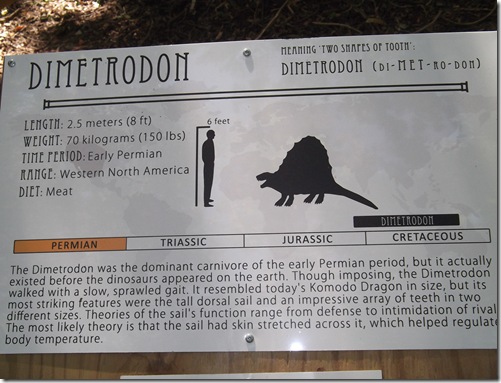 DIMETRODON
MEANING 'TWO SHAPES OF TOOTH':
DIMETRODON (DI-MET-RO-DON)
LENGTH: 2.5 meters (8 ft)
WEIGHT: 70 kilograms (150 lbs)
TIME PERIOD: Early Permian
RANGE: Western North America
DIET: Meat
6 feet
DIMETRODON
PERMIAN TRIASSIC JURASSIC CRETACEOUS
The Dimetrodon was the dominant carnivore of the early Permian period, but it actually
existed before the dinosaurs appeared on the earth. Though imposing, the Dimetrodon
walked with a slow, sprawled gait. It resembled today's Komodo Dragon in size, but its
most striking features were the tall dorsal sail and an impressive array of teeth in two
different sizes. Theories of the sail's function range from defense to intimidation of rival
The most likely theory is that the sail had skin stretched across it, which helped regulate
body temperature.